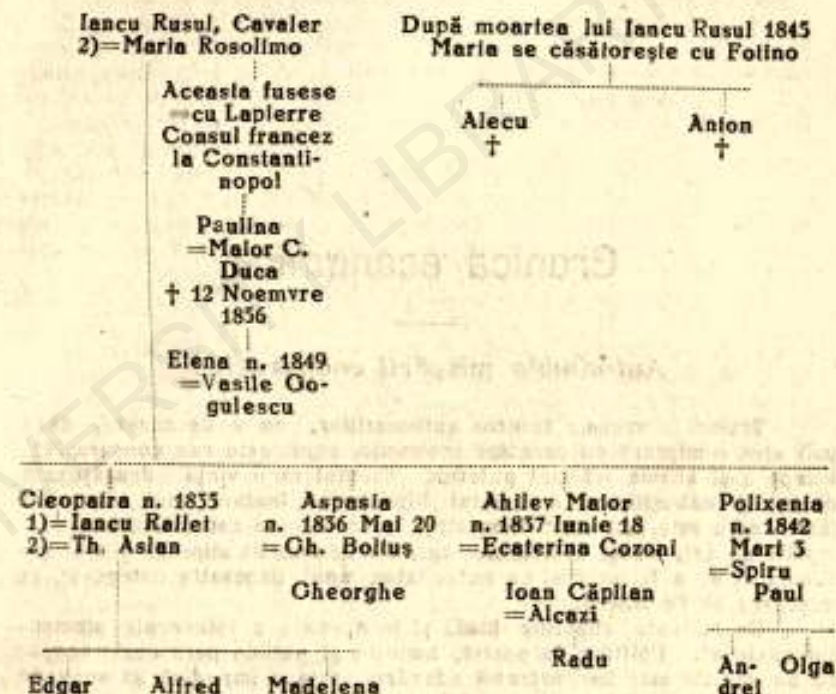 Iancu Rusul, Cavaler
2)=Maria Rosolimo
După moartea lui Iancu Rusul 1845
Maria se căsătorește cu Fotino
Aceasta fusese
=cu Lapierre
Consul francez
la Constanti-
nopol
Alecu
†
Anton
†
Paulina
=Maior C.
Duca
† 12 Noemvre
1856
Elena n. 1849
=Vasile Go-
gulescu
Cleopatra n. 1835
1)=Iancu Rallet
2)=Th. Aslan
Aspasia
n. 1836 Mai 20
=Gh. Boltuș
Gheorghe
Ahilev Maior
n. 1837 Iunie 18
=Ecaterina Cozoni
Ioan Căpitan
=Alcazi
Radu
Polixenia
n. 1842
Mart 3
=Spiru
Paul
An-
drei
Olga
Edgar
Alfred
Madelena